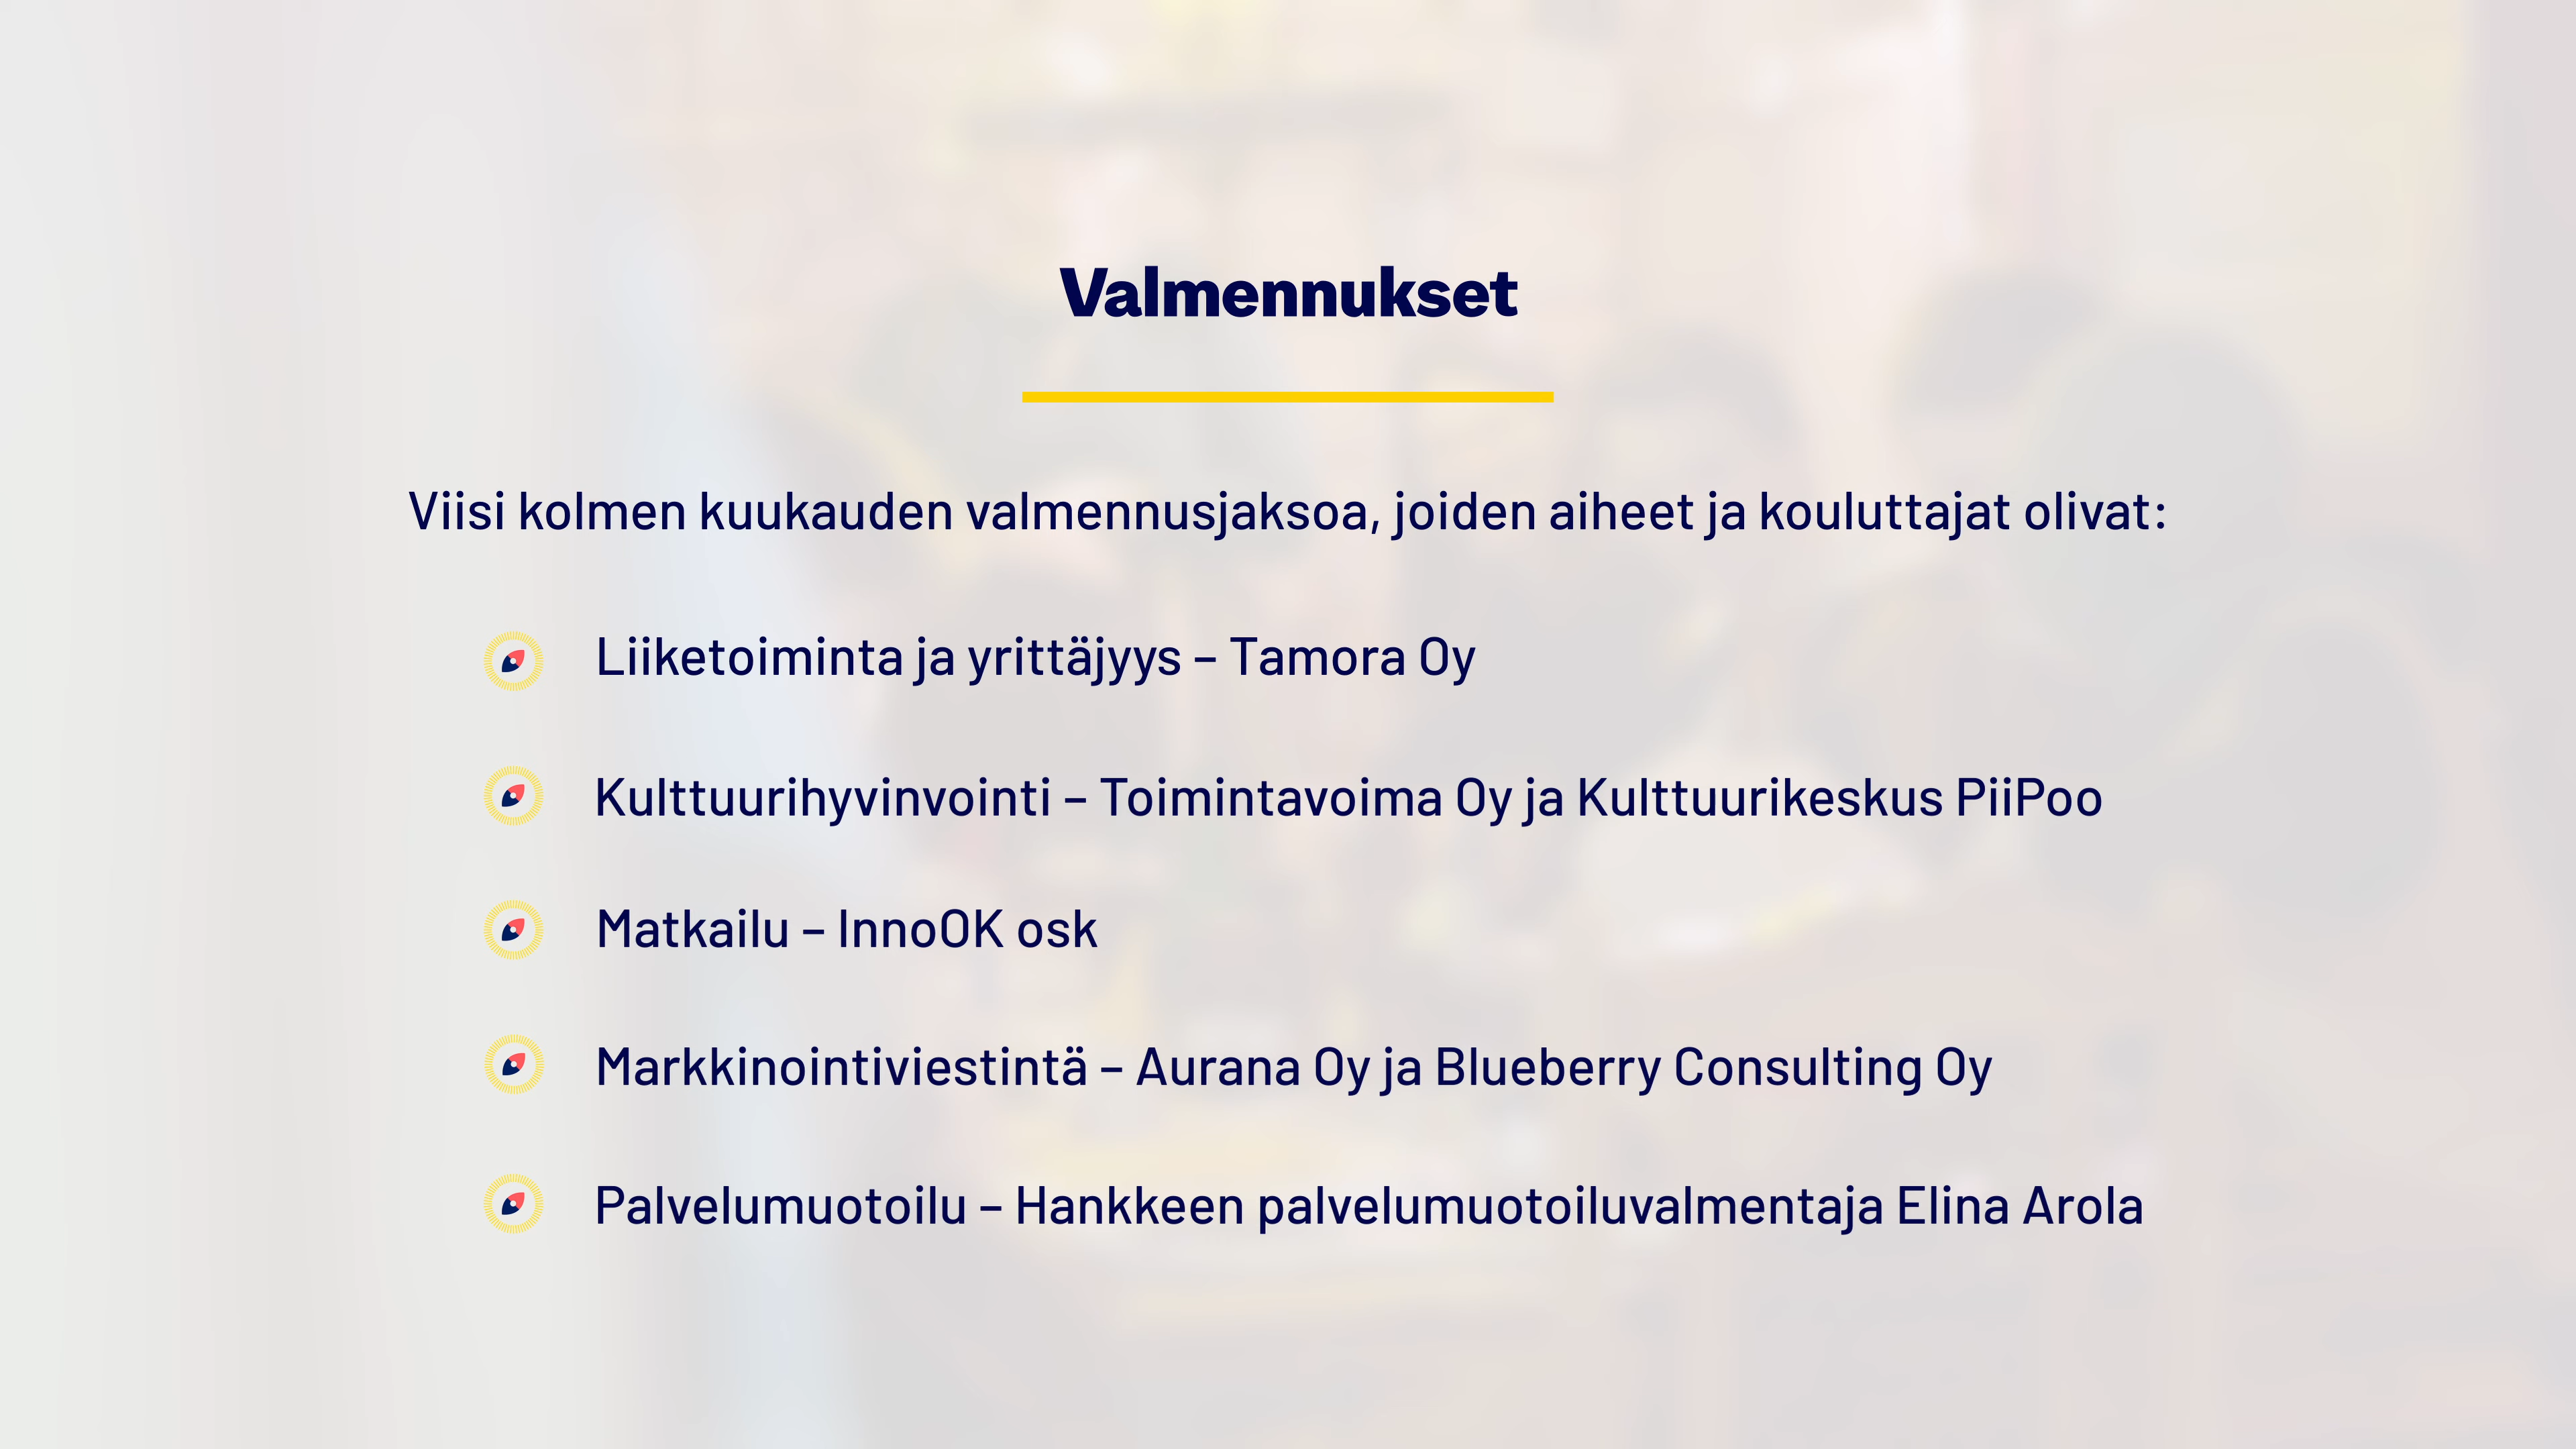 Valmennukset
Viisi kolmen kuukauden valmennusjaksoa, joiden aiheet ja kouluttajat olivat:
Liiketoiminta ja yrittäjyys – Tamora Oy
Kulttuurihyvinvointi – Toimintavoima Oy ja Kulttuurikeskus PiiPoo
Matkailu – InnoOK osk
Markkinointiviestintä – Aurana Oy ja Blueberry Consulting Oy
Palvelumuotoilu – Hankkeen palvelumuotoiluvalmentaja Elina Arola